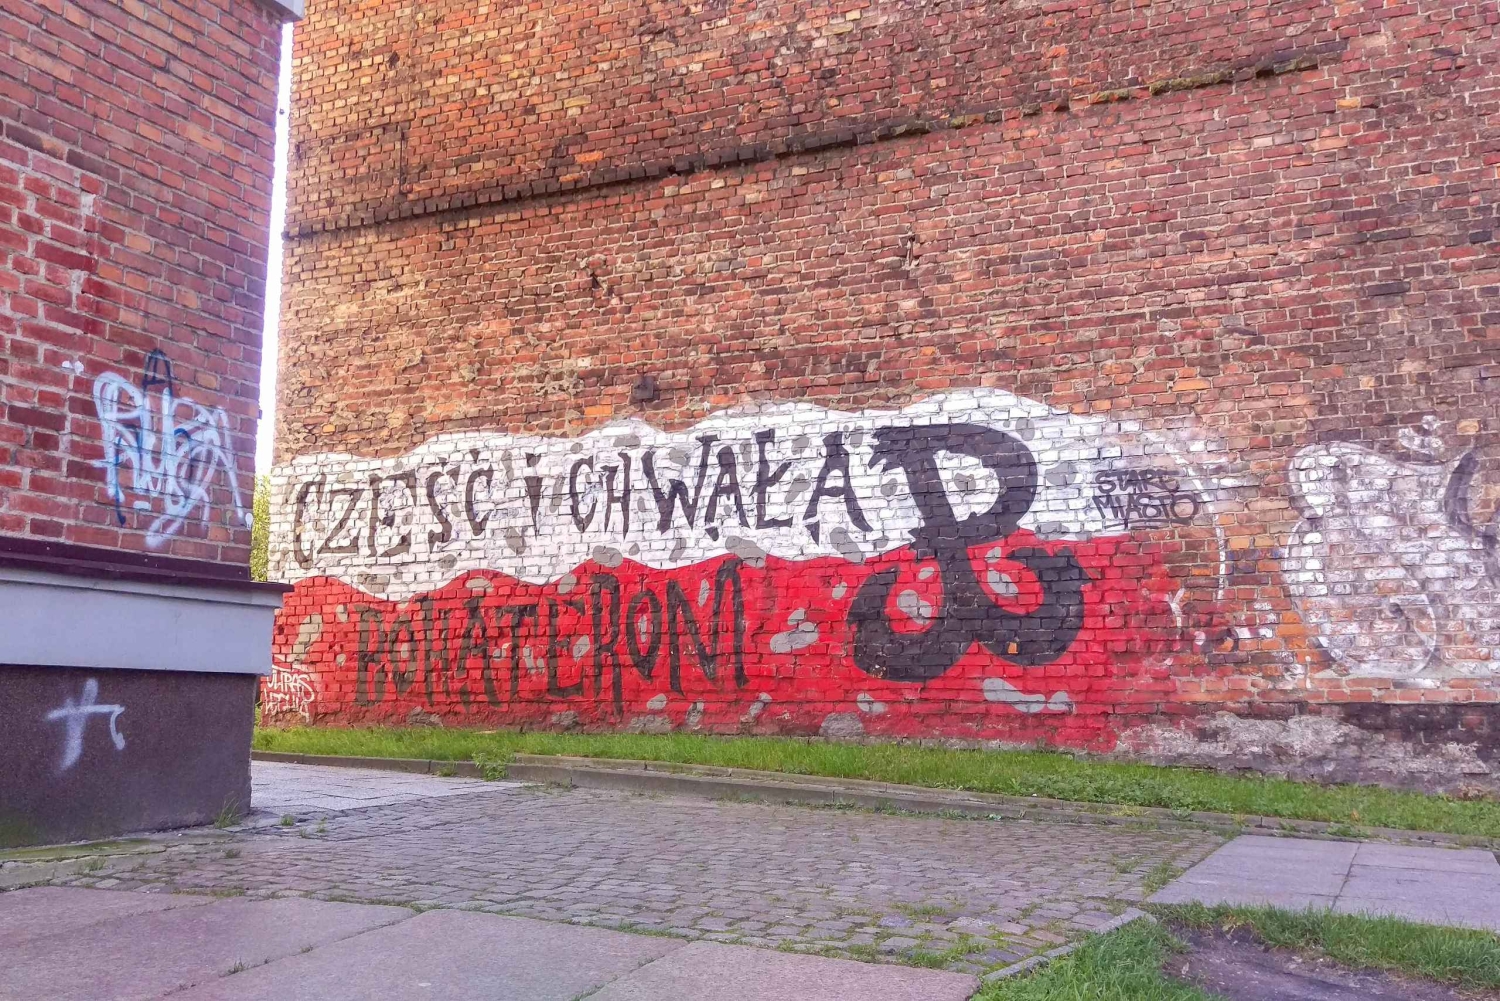 CZEŚĆ i CHWAŁA
BOHATEROM
STARE
MIASTO